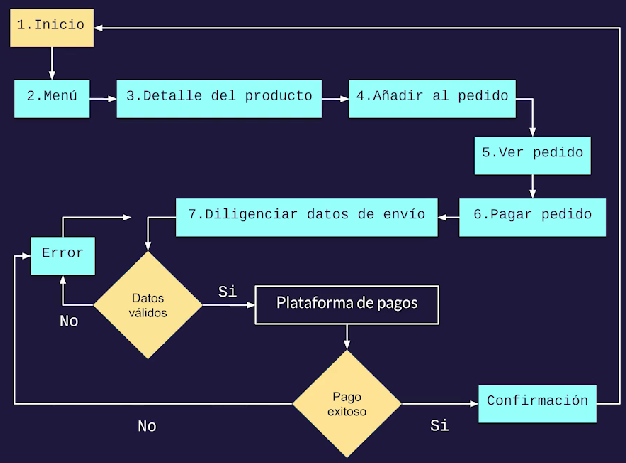 1.Inicio
2.Menú
3.Detalle del producto
4.Añadir al pedido
5.Ver pedido
7.Diligenciar datos de envío
6.Pagar pedido
Error
Datos
válidos
Si
Plataforma de pagos
No
Pago
exitoso
Confirmación
No
Si